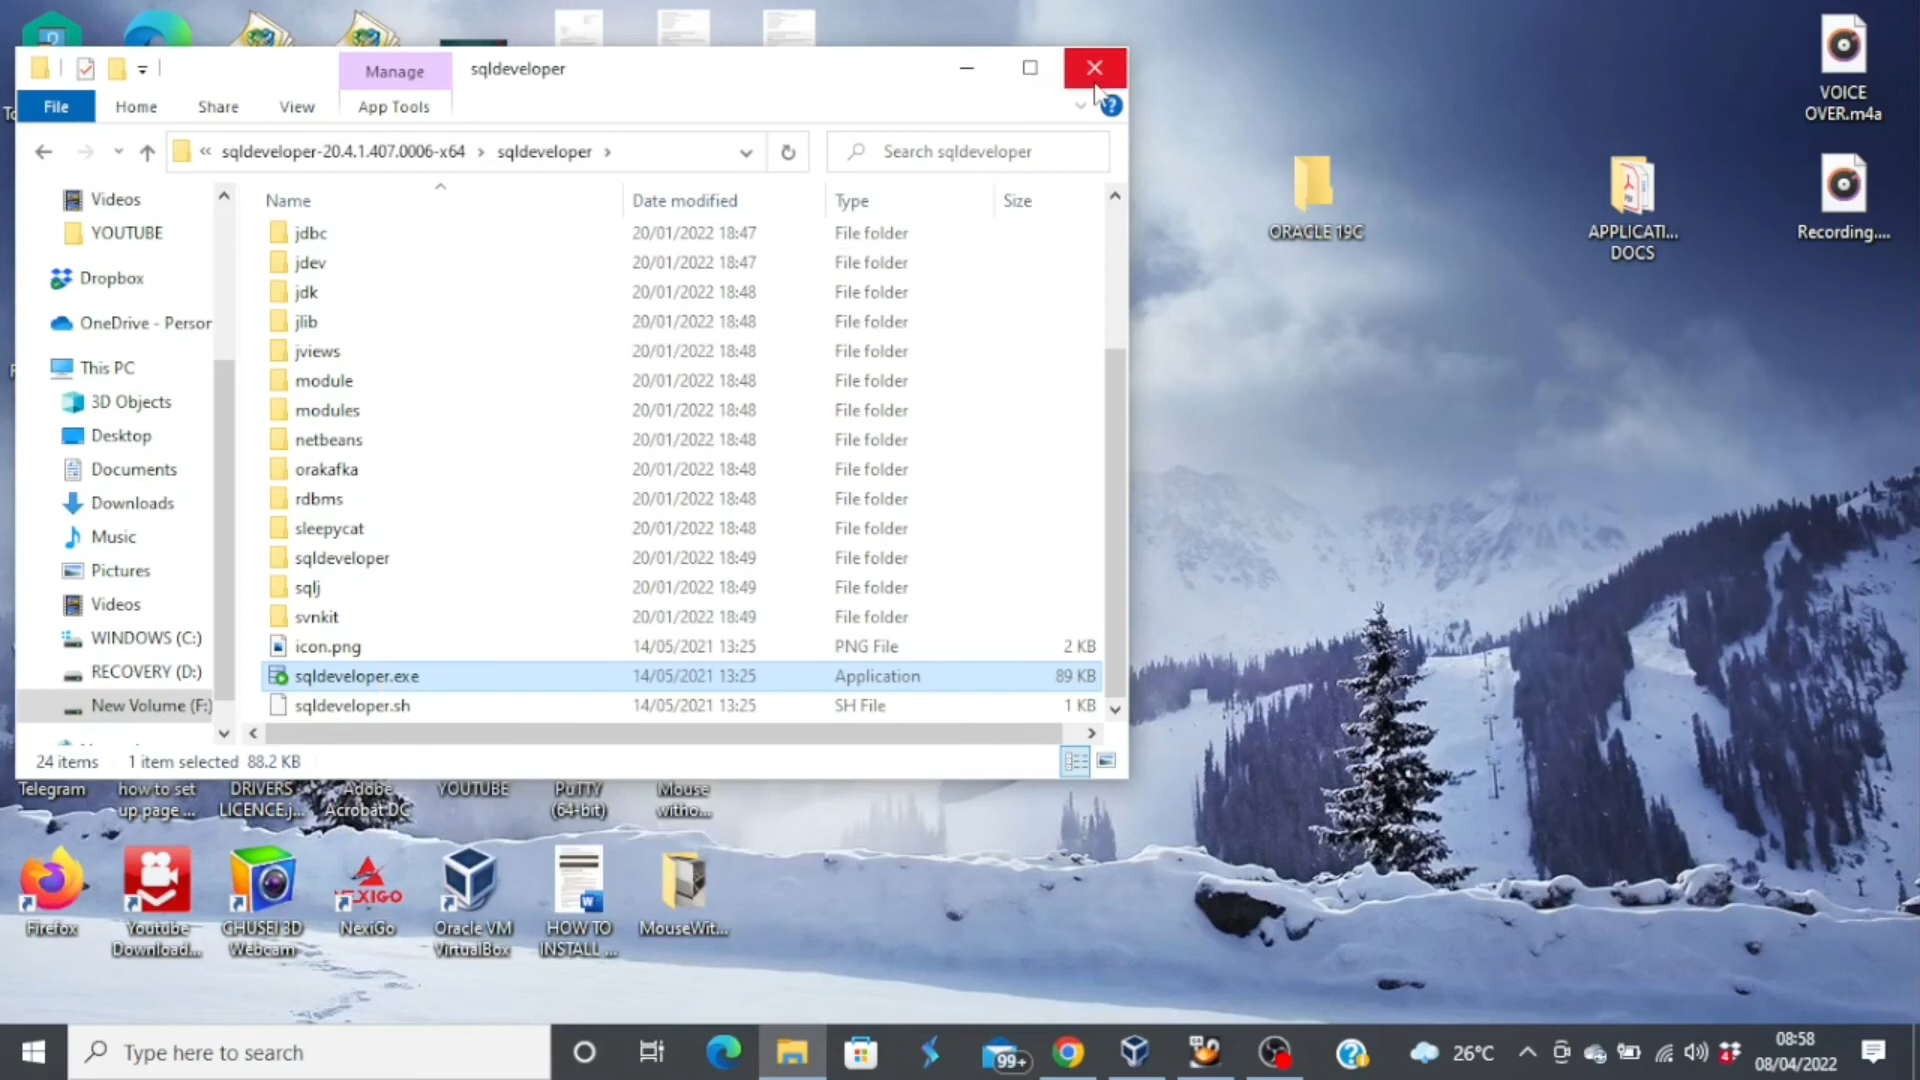 Manage
sqldeveloper
File
Home
Share
View
App Tools
« sqldeveloper-20.4.1.407.0006-x64 › sqldeveloper ›
Search sqldeveloper
Name
Date modified
Type
Size
Videos
YOUTUBE
Dropbox
OneDrive - Person
This PC
3D Objects
Desktop
Documents
Downloads
Music
Pictures
Videos
WINDOWS (C:)
RECOVERY (D:)
New Volume (F:)
jdbc 20/01/2022 18:47 File folder
jdev 20/01/2022 18:47 File folder
jdk 20/01/2022 18:48 File folder
jlib 20/01/2022 18:48 File folder
jviews 20/01/2022 18:48 File folder
module 20/01/2022 18:48 File folder
modules 20/01/2022 18:48 File folder
netbeans 20/01/2022 18:48 File folder
orakafka 20/01/2022 18:48 File folder
rdbms 20/01/2022 18:48 File folder
sleepycat 20/01/2022 18:48 File folder
sqldeveloper 20/01/2022 18:49 File folder
sqlj 20/01/2022 18:49 File folder
svnkit 20/01/2022 18:49 File folder
icon.png 14/05/2021 13:25 PNG File 2 KB
sqldeveloper.exe 14/05/2021 13:25 Application 89 KB
sqldeveloper.sh 14/05/2021 13:25 SH File 1 KB
24 items
1 item selected 88.2 KB
VOICE
OVER.m4a
ORACLE 19C
APPLICATI...
DOCS
Recording....
Telegram
how to set
up page ...
DRIVERS
LICENCE.j...
Adobe
Acrobat DC
YOUTUBE
PuTTY
(64-bit)
Mouse
witho...
Firefox
Youtube
Download...
CHUSEI 3D
Webcam
NEXIGO
NexiGo
Oracle VM
VirtualBox
HOW TO
INSTALL ...
MouseWit...
Type here to search
99+
26°C
08:58
08/04/2022